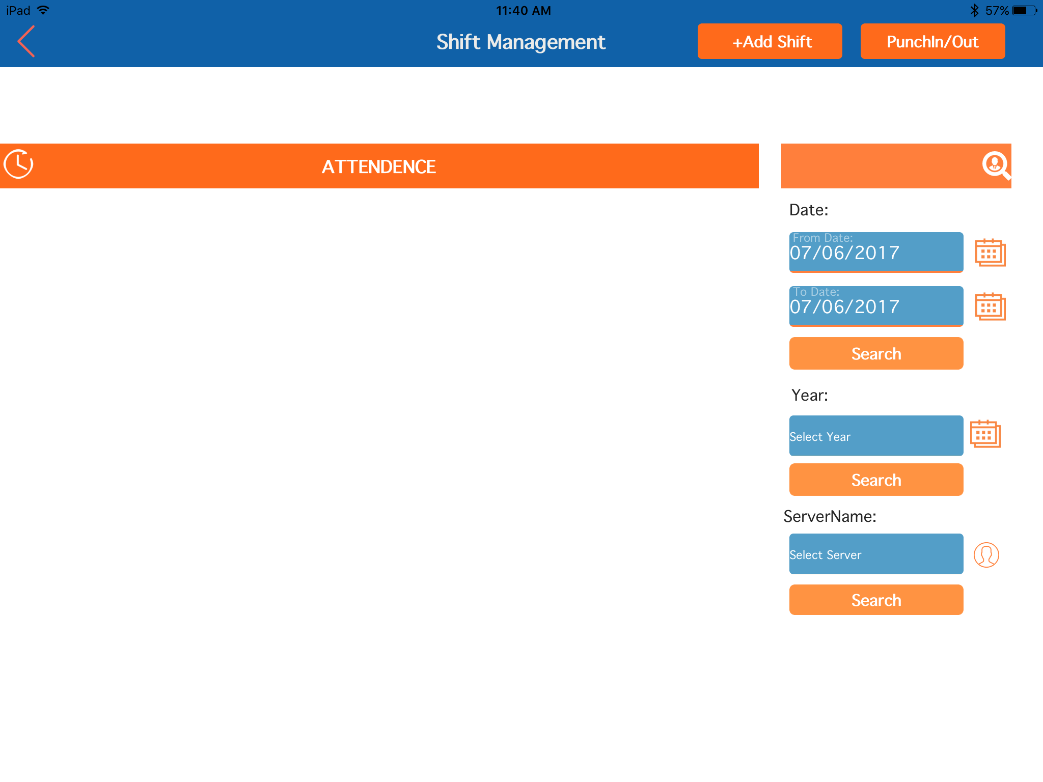 iPad 11:40 AM 57%
Shift Management +Add Shift PunchIn/Out
ATTENDENCE
Date:
From Date:
07/06/2017
To Date:
07/06/2017
Search
Year:
Select Year
Search
ServerName:
Select Server
Search